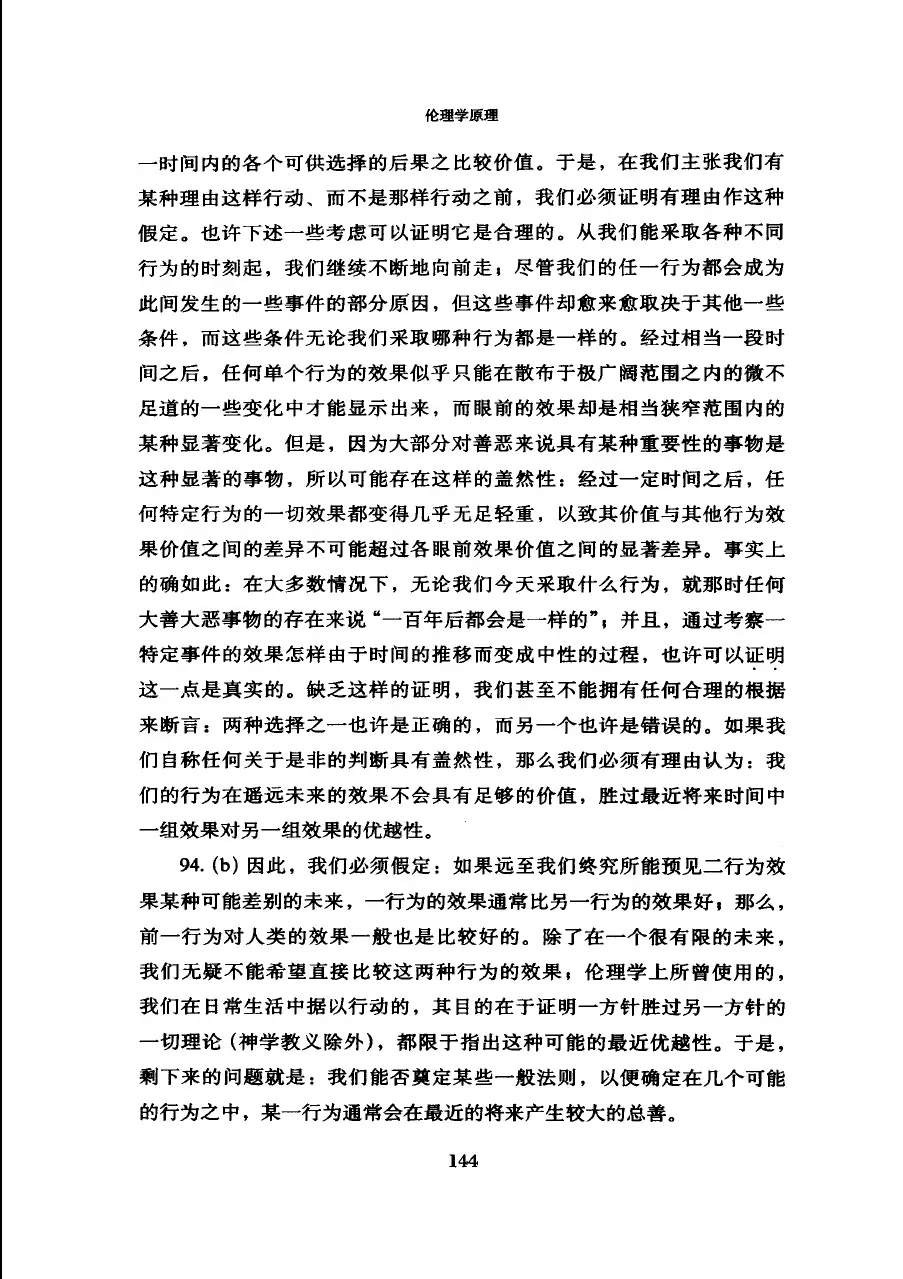 伦理学原理
一时间内的各个可供选择的后果之比较价值。于是，在我们主张我们有
某种理由这样行动、而不是那样行动之前，我们必须证明有理由作这种
假定。也许下述一些考虑可以证明它是合理的。从我们能采取各种不同
行为的时刻起，我们继续不断地向前走；尽管我们的任一行为都会成为
此间发生的一些事件的部分原因，但这些事件却愈来愈取决于其他一些
条件，而这些条件无论我们采取哪种行为都是一样的。经过相当一段时
间之后，任何单个行为的效果似乎只能在散布于极广阔范围之内的微不
足道的一些变化中才能显示出来，而眼前的效果却是相当狭窄范围内的
某种显著变化。但是，因为大部分对善恶来说具有某种重要性的事物是
这种显著的事物，所以可能存在这样的盖然性：经过一定时间之后，任
何特定行为的一切效果都变得几乎无足轻重，以致其价值与其他行为效
果价值之间的差异不可能超过各眼前效果价值之间的显著差异。事实上
的确如此：在大多数情况下，无论我们今天采取什么行为，就那时任何
大善大恶事物的存在来说“一百年后都会是一样的”；并且，通过考察一
特定事件的效果怎样由于时间的推移而变成中性的过程，也许可以证明
这一点是真实的。缺乏这样的证明，我们甚至不能拥有任何合理的根据
来断言：两种选择之一也许是正确的，而另一个也许是错误的。如果我
们自称任何关于是非的判断具有盖然性，那么我们必须有理由认为：我
们的行为在遥远未来的效果不会具有足够的价值，胜过最近将来时间中
一组效果对另一组效果的优越性。
94. (b) 因此，我们必须假定：如果远至我们终究所能预见二行为效
果某种可能差别的未来，一行为的效果通常比另一行为的效果好；那么，
前一行为对人类的效果一般也是比较好的。除了在一个很有限的未来，
我们无疑不能希望直接比较这两种行为的效果；伦理学上所曾使用的，
我们在日常生活中据以行动的，其目的在于证明一方针胜过另一方针的
一切理论（神学教义除外），都限于指出这种可能的最近优越性。于是，
剩下来的问题就是：我们能否奠定某些一般法则，以便确定在几个可能
的行为之中，某一行为通常会在最近的将来产生较大的总善。
144